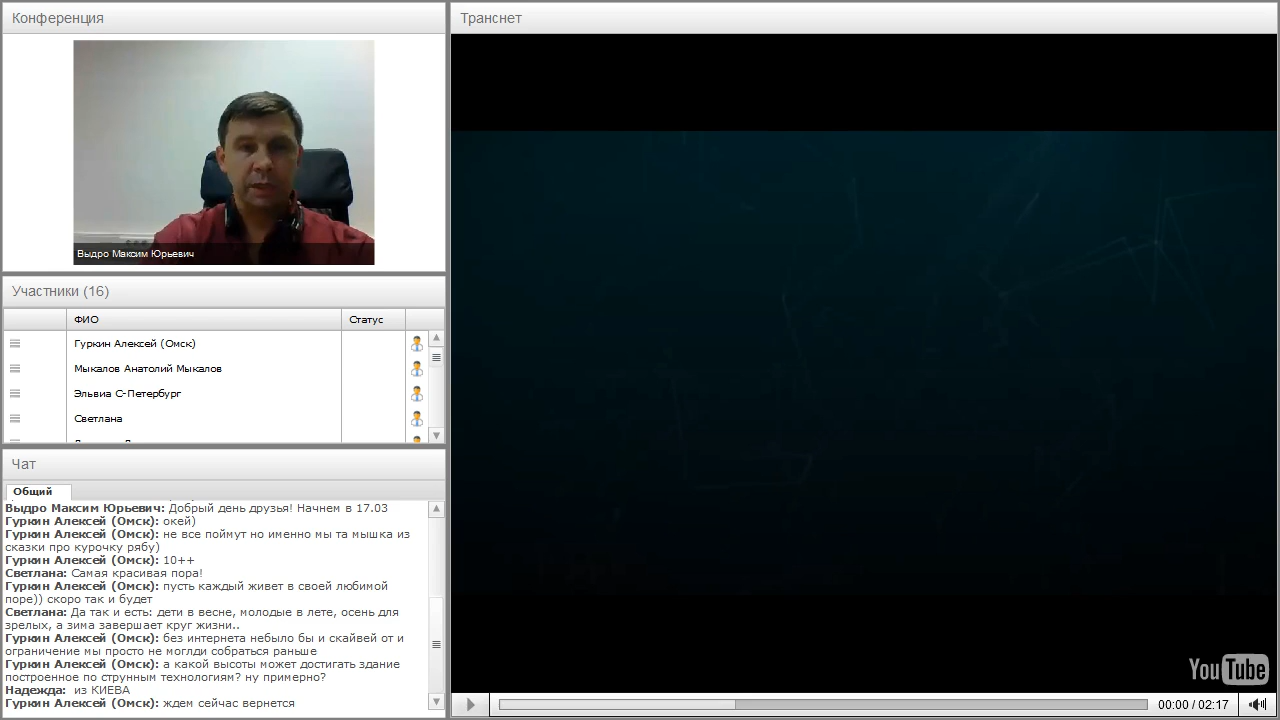 Конференция
Выдро Максим Юрьевич
Участники (16)
ФИО
Статус
Гуркин Алексей (Омск)
Мыкалов Анатолий Мыкалов
Эльвиа С-Петербург
Светлана
Чат
Общий
Выдро Максим Юрьевич: Добрый день друзья! Начнем в 17.03
Гуркин Алексей (Омск): окей)
Гуркин Алексей (Омск): не все поймут но именно мы та мышка из
сказки про курочку рябу)
Гуркин Алексей (Омск): 10++
Светлана: Самая красивая пора!
Гуркин Алексей (Омск): пусть каждый живет в своей любимой
поре)) скоро так и будет
Светлана: Да так и есть: дети в весне, молодые в лете, осень для
зрелых, а зима завершает круг жизни..
Гуркин Алексей (Омск): без интернета небыло бы и скайвей от и
ограничение мы просто не моглди собраться раньше
Гуркин Алексей (Омск): а какой высоты может достигать здание
построенное по струнным технологиям? ну примерно?
Надежда: из КИЕВА
Гуркин Алексей (Омск): ждем сейчас вернется
Транснет
YouTube
00:00 / 02:17